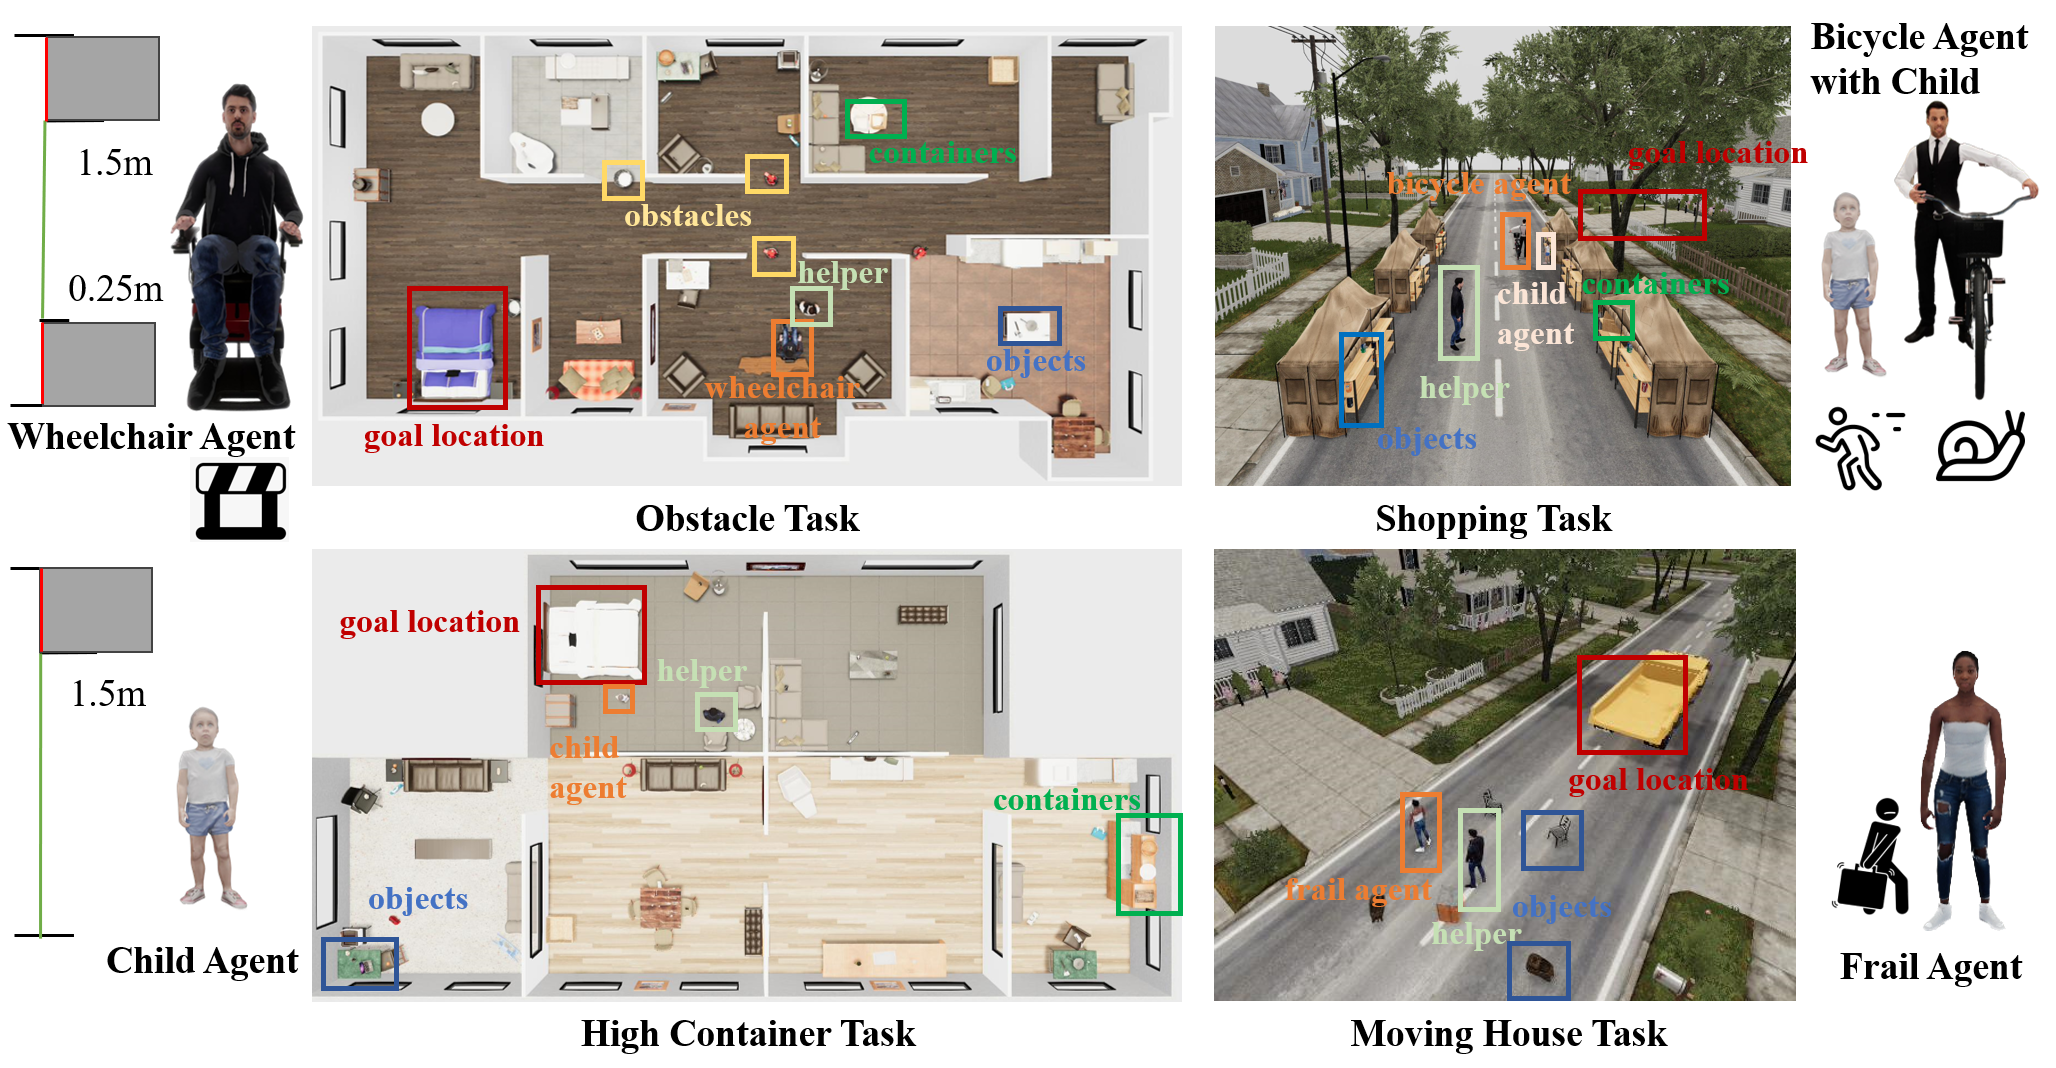 1.5m
0.25m
Wheelchair Agent
containers
obstacles
helper
objects
wheelchair
agent
goal location
Obstacle Task
Bicycle Agent
with Child
goal location
bicycle agent
containers
child
agent
helper
objects
Shopping Task
1.5m
Child Agent
goal location
helper
child
agent
containers
objects
High Container Task
goal location
frail agent
objects
helper
Moving House Task
Frail Agent